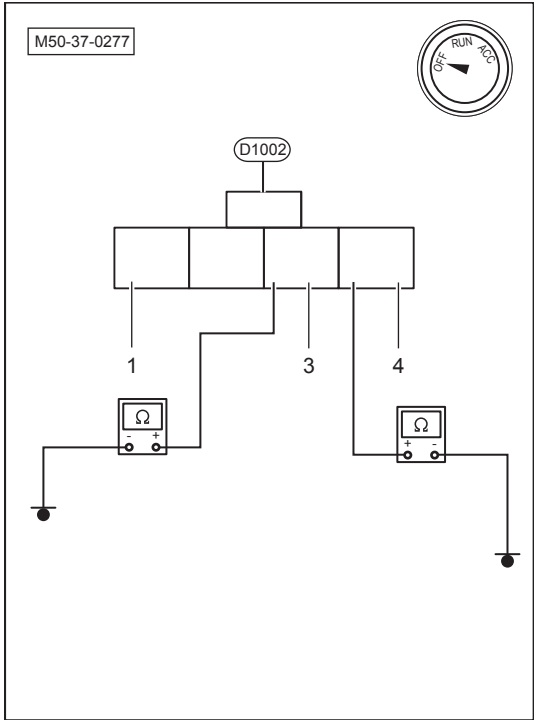 M50-37-0277
OFF RUN ACC
D1002
1 3 4
Ω
- +
Ω
+ -